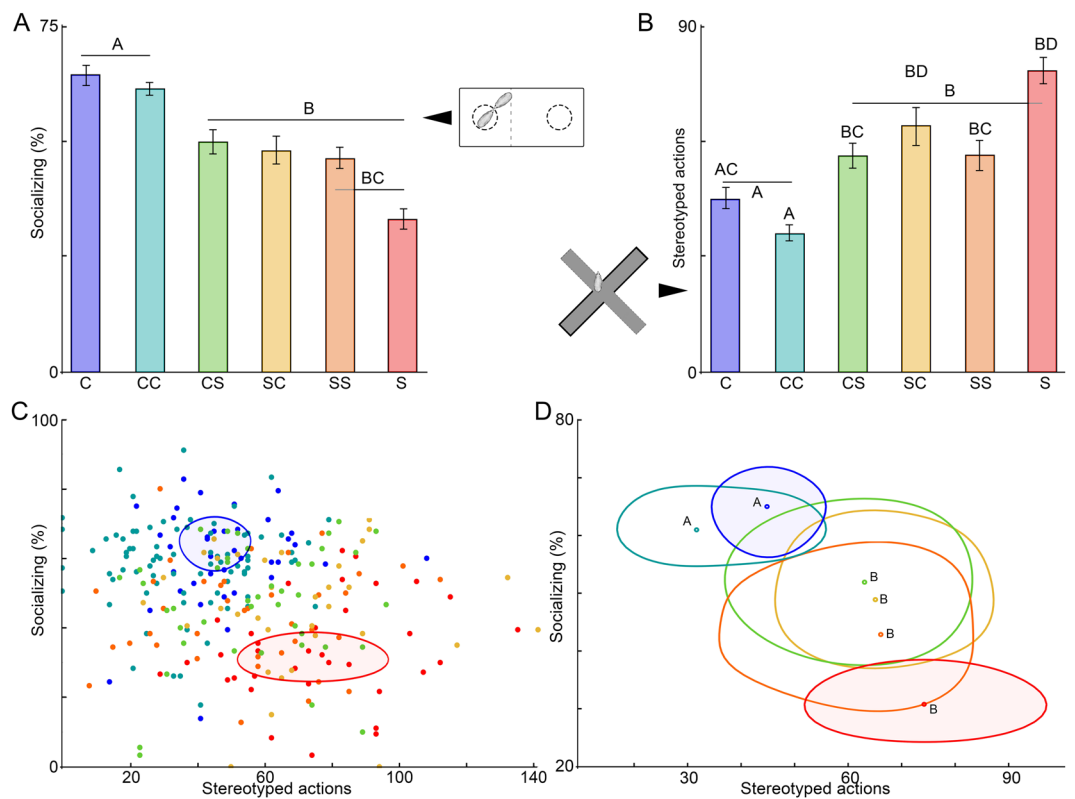 A
75
Socializing (%)
0
A
B
BC
C
CC
CS
SC
SS
S
B
90
Stereotyped actions
0
AC
A
A
BC
BD
B
BC
BD
C
CC
CS
SC
SS
S
C
100
Socializing (%)
0
20
60
100
140
Stereotyped actions
D
80
Socializing (%)
20
A
A
B
B
B
B
30
60
90
Stereotyped actions